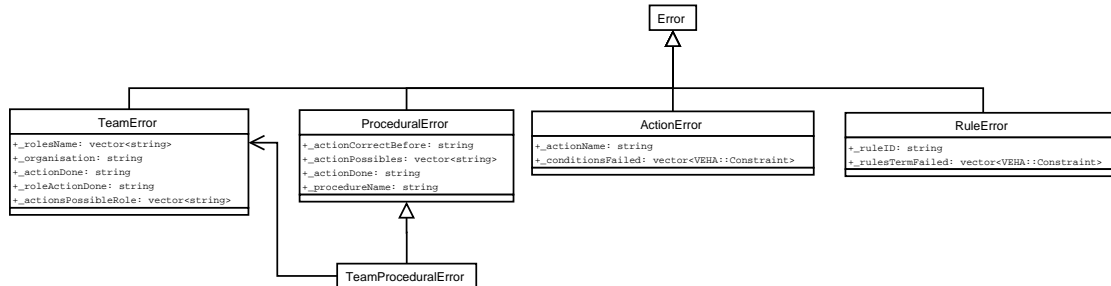 Error
TeamError
+_rolesName: vector<string>
+_organisation: string
+_actionDone: string
+_roleActionDone: string
+_actionsPossibleRole: vector<string>
ProceduralError
+_actionCorrectBefore: string
+_actionPossibles: vector<string>
+_actionDone: string
+_procedureName: string
ActionError
+_actionName: string
+_conditionsFailed: vector<VEHA::Constraint>
RuleError
+_ruleID: string
+_rulesTermFailed: vector<VEHA::Constraint>
TeamProceduralError